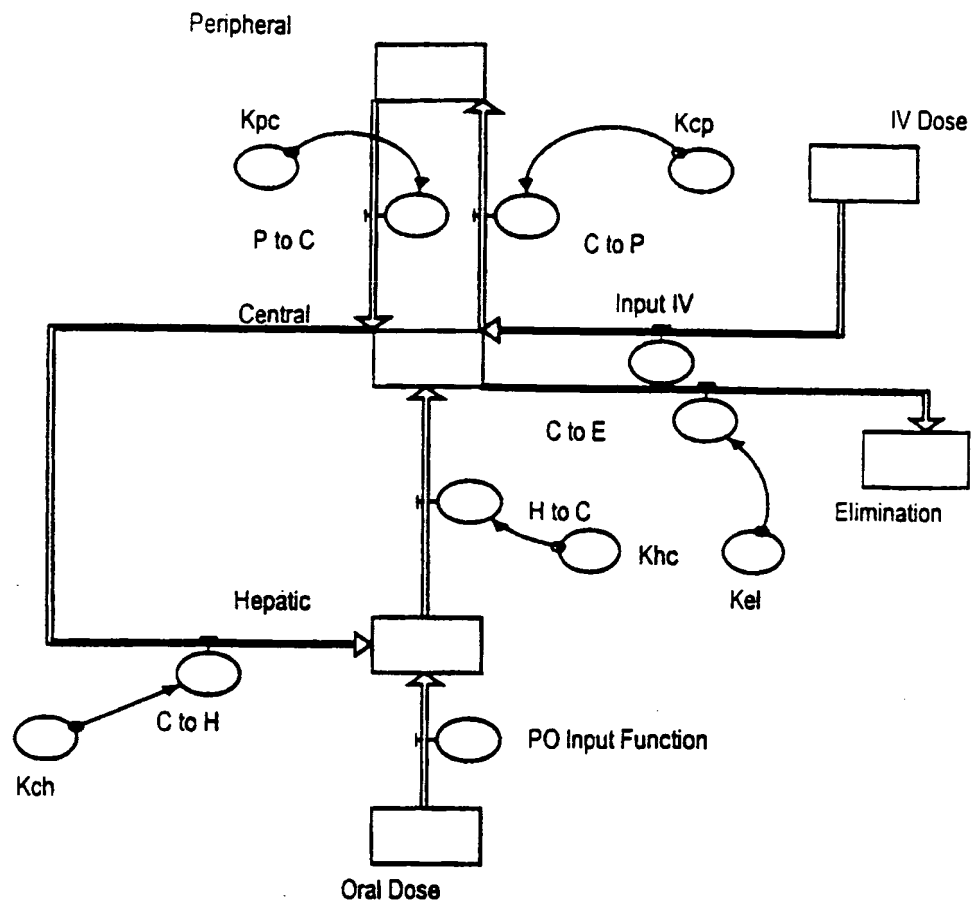 Peripheral
Kpc
Kcp
IV Dose
P to C
C to P
Central
Input IV
C to E
Elimination
H to C
Khc
Kel
Hepatic
C to H
Kch
PO Input Function
Oral Dose